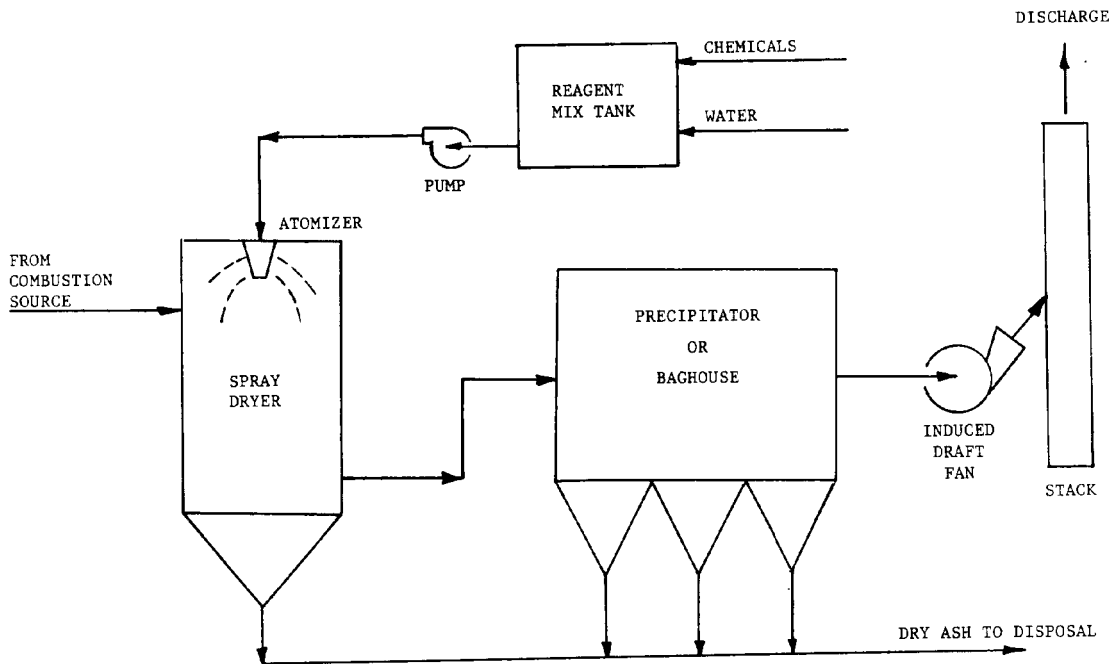 DISCHARGE
CHEMICALS
REAGENT
MIX TANK
WATER
PUMP
ATOMIZER
FROM
COMBUSTION
SOURCE
SPRAY
DRYER
PRECIPITATOR
OR
BAGHOUSE
INDUCED
DRAFT
FAN
STACK
DRY ASH TO DISPOSAL